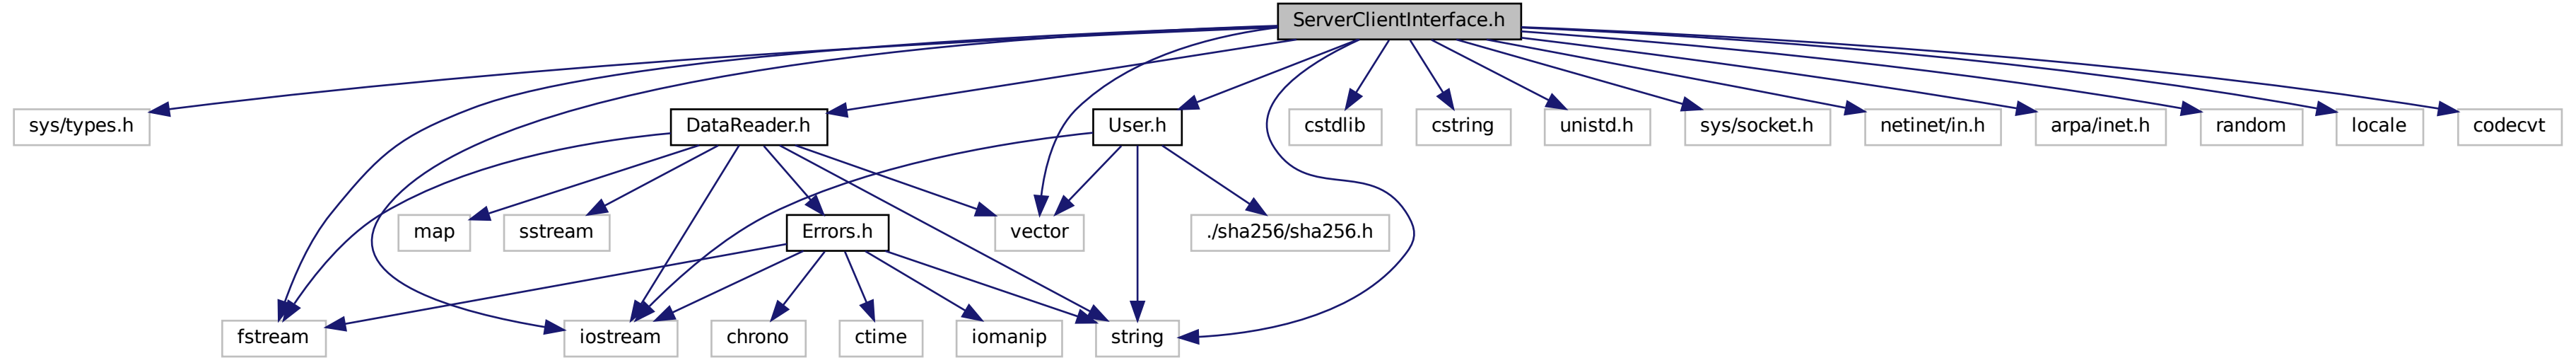 ServerClientInterface.h
sys/types.h
DataReader.h
User.h
cstdlib
cstring
unistd.h
sys/socket.h
netinet/in.h
arpa/inet.h
random
locale
codecvt
map
sstream
Errors.h
vector
./sha256/sha256.h
fstream
iostream
chrono
ctime
iomanip
string